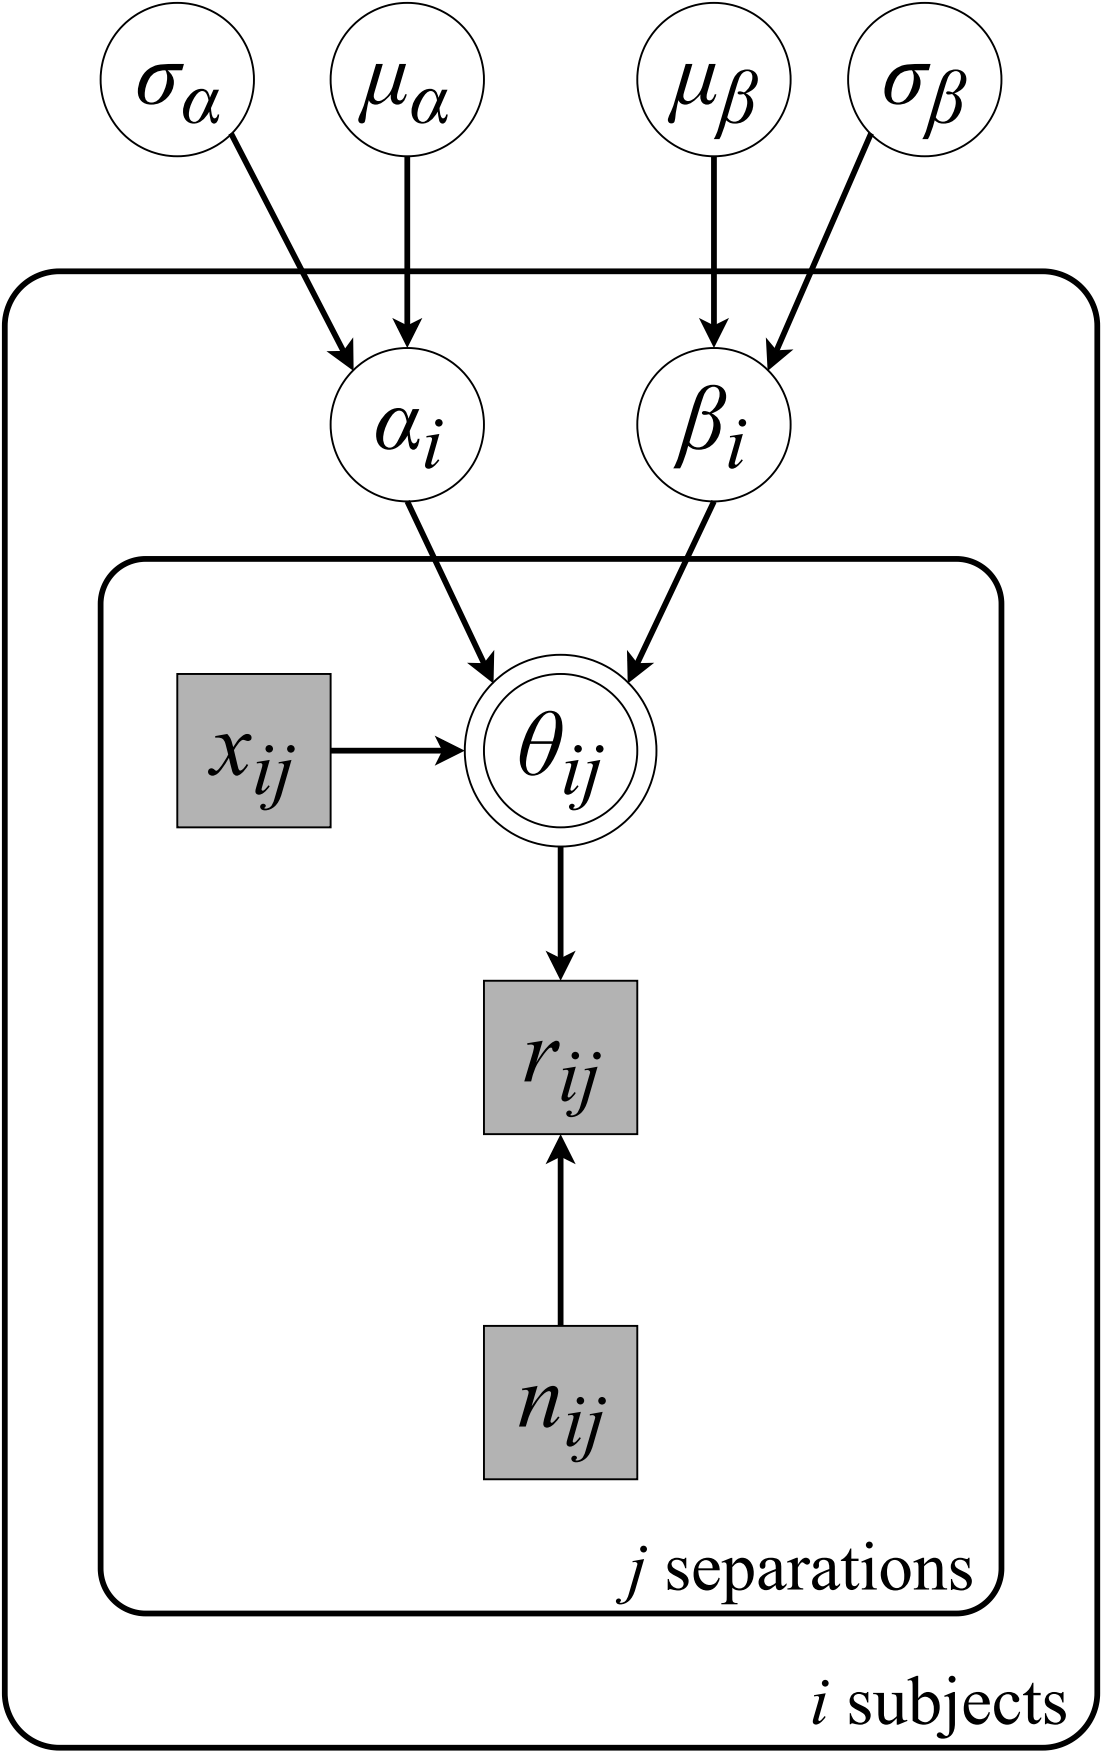 σα μα μβ σβ
αi βi
xij θij
rij
nij
j separations
i subjects